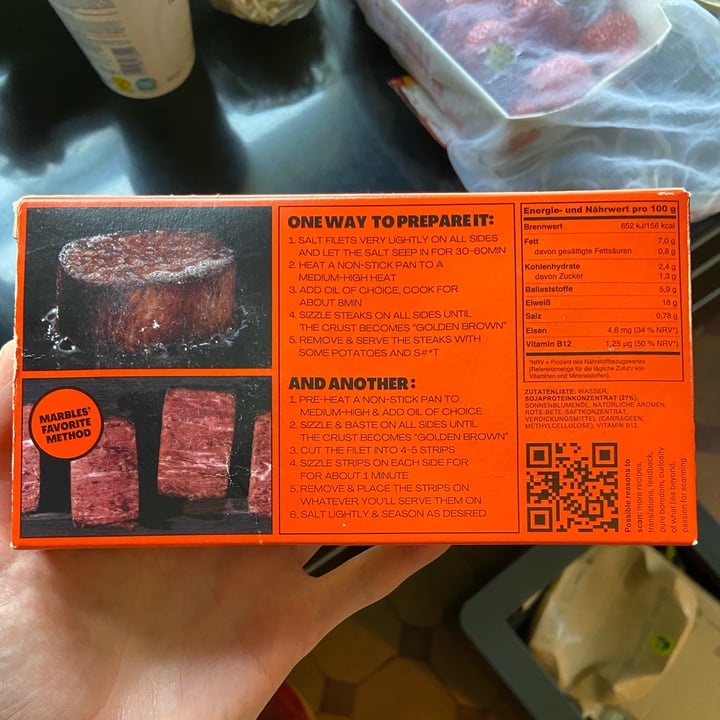 ONE WAY TO PREPARE IT:
1. SALT FILETS VERY LIGHTLY ON ALL SIDES
AND LET THE SALT SEEP IN FOR 30-60MIN
2. HEAT A NON-STICK PAN TO A
MEDIUM-HIGH HEAT
3. ADD OIL OF CHOICE, COOK FOR
ABOUT 8MIN
4. SIZZLE STEAKS ON ALL SIDES UNTIL
THE CRUST BECOMES "GOLDEN BROWN"
5. REMOVE & SERVE THE STEAKS WITH
SOME POTATOES AND S#*T
MARBLES'
FAVORITE
METHOD
AND ANOTHER:
1. PRE-HEAT A NON-STICK PAN TO
MEDIUM-HIGH & ADD OIL OF CHOICE
2. SIZZLE & BASTE ON ALL SIDES UNTIL
THE CRUST BECOMES "GOLDEN BROWN"
3. CUT THE FILET INTO 4-5 STRIPS
4. SIZZLE STRIPS ON EACH SIDE FOR
FOR ABOUT 1 MINUTE
5. REMOVE & PLACE THE STRIPS ON
WHATEVER YOU'LL SERVE THEM ON
6. SALT LIGHTLY & SEASON AS DESIRED
Energie- und Nährwert pro 100 g
Brennwert 652 kJ/156 kcal
Fett 7,0 g
davon gesättigte Fettsäuren 0,8 g
Kohlenhydrate 2,4 g
davon Zucker 1,3 g
Ballaststoffe 5,9 g
Eiweiß 18 g
Salz 0,78 g
Eisen 4,8 mg (34 % NRV*)
Vitamin B12 1,25 µg (50 % NRV*)
*NRV = Prozent des Nährstoffbezugswertes
(Referenzmenge für die tägliche Zufuhr von
Vitaminen und Mineralstoffen).
ZUTATENLISTE: WASSER,
SOJAPROTEINKONZENTRAT (27%),
SONNENBLUMENÖL, NATÜRLICHE AROMEN,
ROTE-BETE-SAFTKONZENTRAT,
VERDICKUNGSMITTEL (CARRAGEEN,
METHYLCELLULOSE), VITAMIN B12.
Possible reasons to
scan: more recipes,
translations, feedback,
pure boredom, curiosity
of what lies beyond,
passion for scanning.